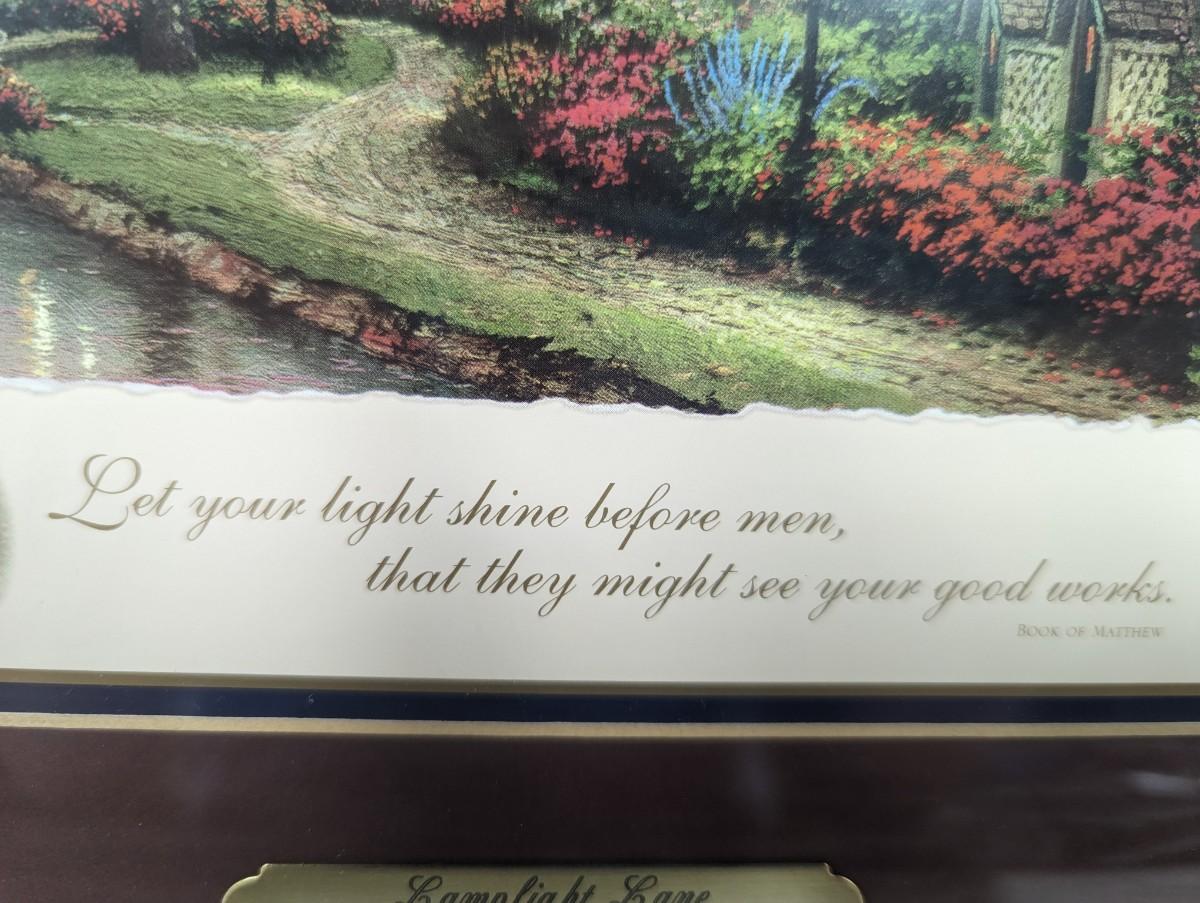 Let your light shine before men,
that they might see your good works.
BOOK OF MATTHEW
Lamplight Lane